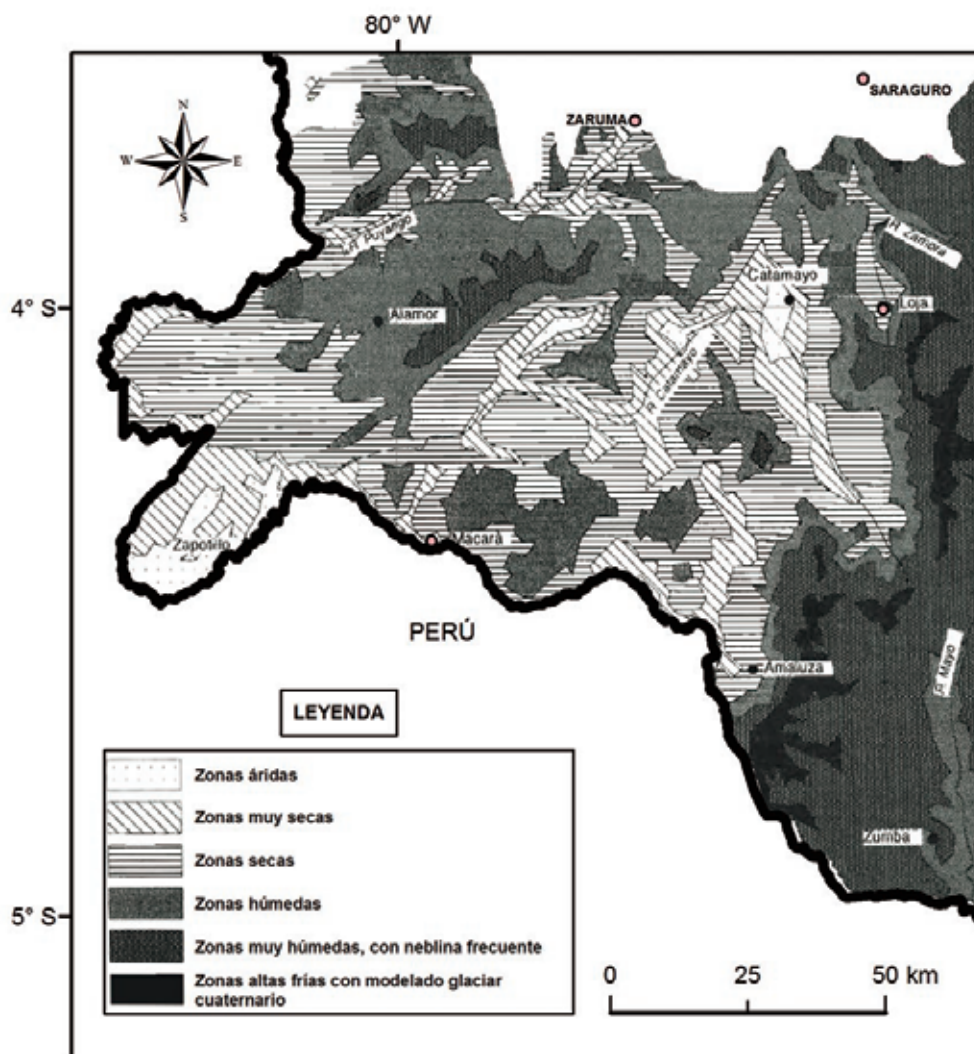 80° W
N
W
E
S
SARAGURO
ZARUMA
R. Puyango
R. Zamora
Catamayo
4° S
Alamor
Loja
R. Catamayo
Zapotillo
Macará
PERÚ
Amaluza
R. Mayo
LEYENDA
Zonas áridas
Zonas muy secas
Zonas secas
Zumba
Zonas húmedas
5° S
Zonas muy húmedas, con neblina frecuente
Zonas altas frías con modelado glaciar
cuaternario
0 25 50 km